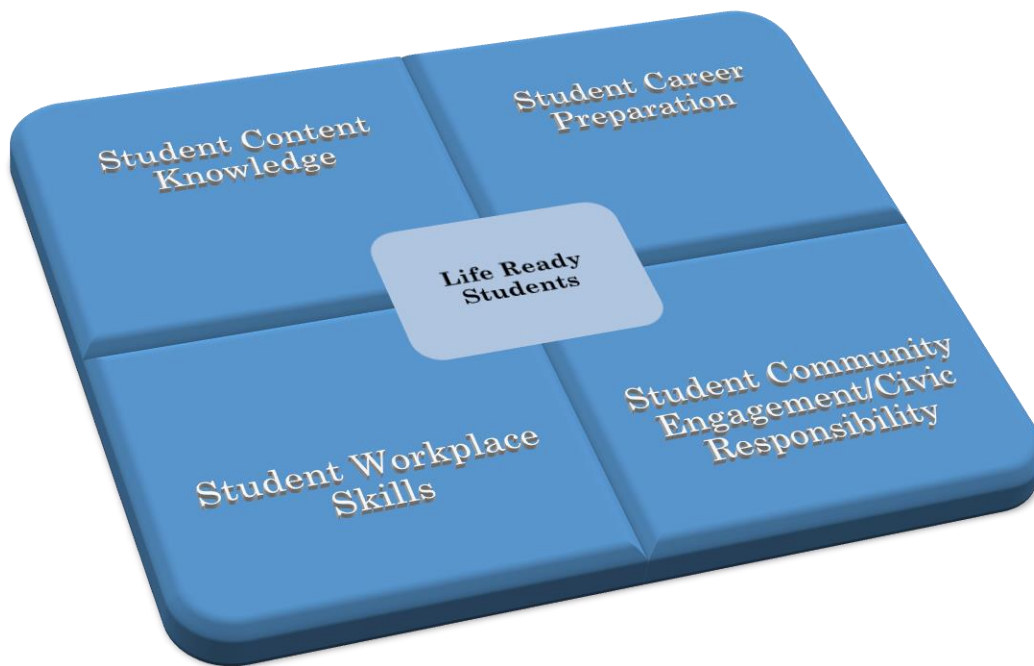 Student Content
Knowledge
Student Career
Preparation
Life Ready
Students
Student Workplace
Skills
Student Community
Engagement/Civic
Responsibility